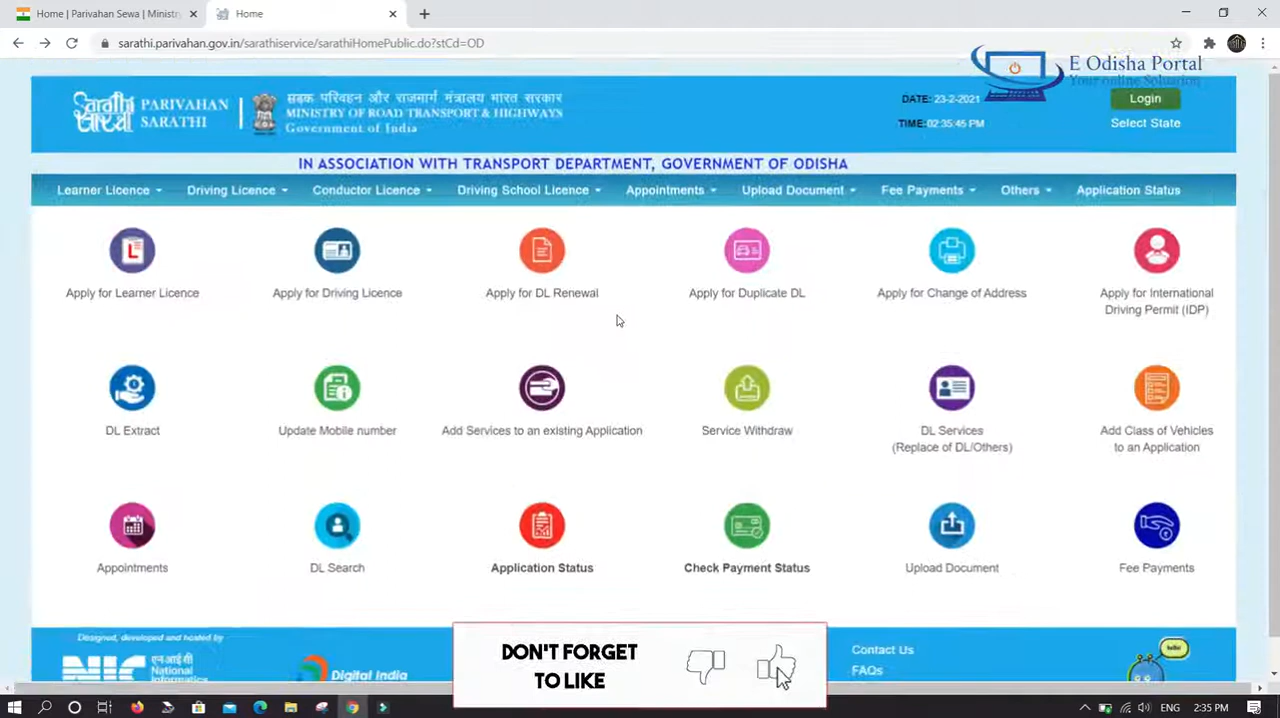 Home | Parivahan Sewa | Ministr
Home
sarathi.parivahan.gov.in/sarathiservice/sarathiHomePublic.do?stCd=OD
E Odisha Portal
Your online Solution
सारथी
PARIVAHAN
SARATHI
सड़क परिवहन और राजमार्ग मंत्रालय भारत सरकार
MINISTRY OF ROAD TRANSPORT & HIGHWAYS
Government of India
DATE: 23-2-2021
TIME:02:35:45 PM
Login
Select State
IN ASSOCIATION WITH TRANSPORT DEPARTMENT, GOVERNMENT OF ODISHA
Learner Licence Driving Licence Conductor Licence Driving School Licence Appointments Upload Document Fee Payments Others Application Status
L
Apply for Learner Licence
Apply for Driving Licence
Apply for DL Renewal
Apply for Duplicate DL
Apply for Change of Address
Apply for International
Driving Permit (IDP)
DL Extract
Update Mobile number
Add Services to an existing Application
Service Withdraw
DL Services
(Replace of DL/Others)
Add Class of Vehicles
to an Application
Appointments
DL Search
Application Status
Check Payment Status
Upload Document
Fee Payments
Designed, developed and hosted by
NIC
एन आई सी
National
Informatics
Digital India
Contact Us
FAQs
DON'T FORGET
TO LIKE
ENG
2:35 PM